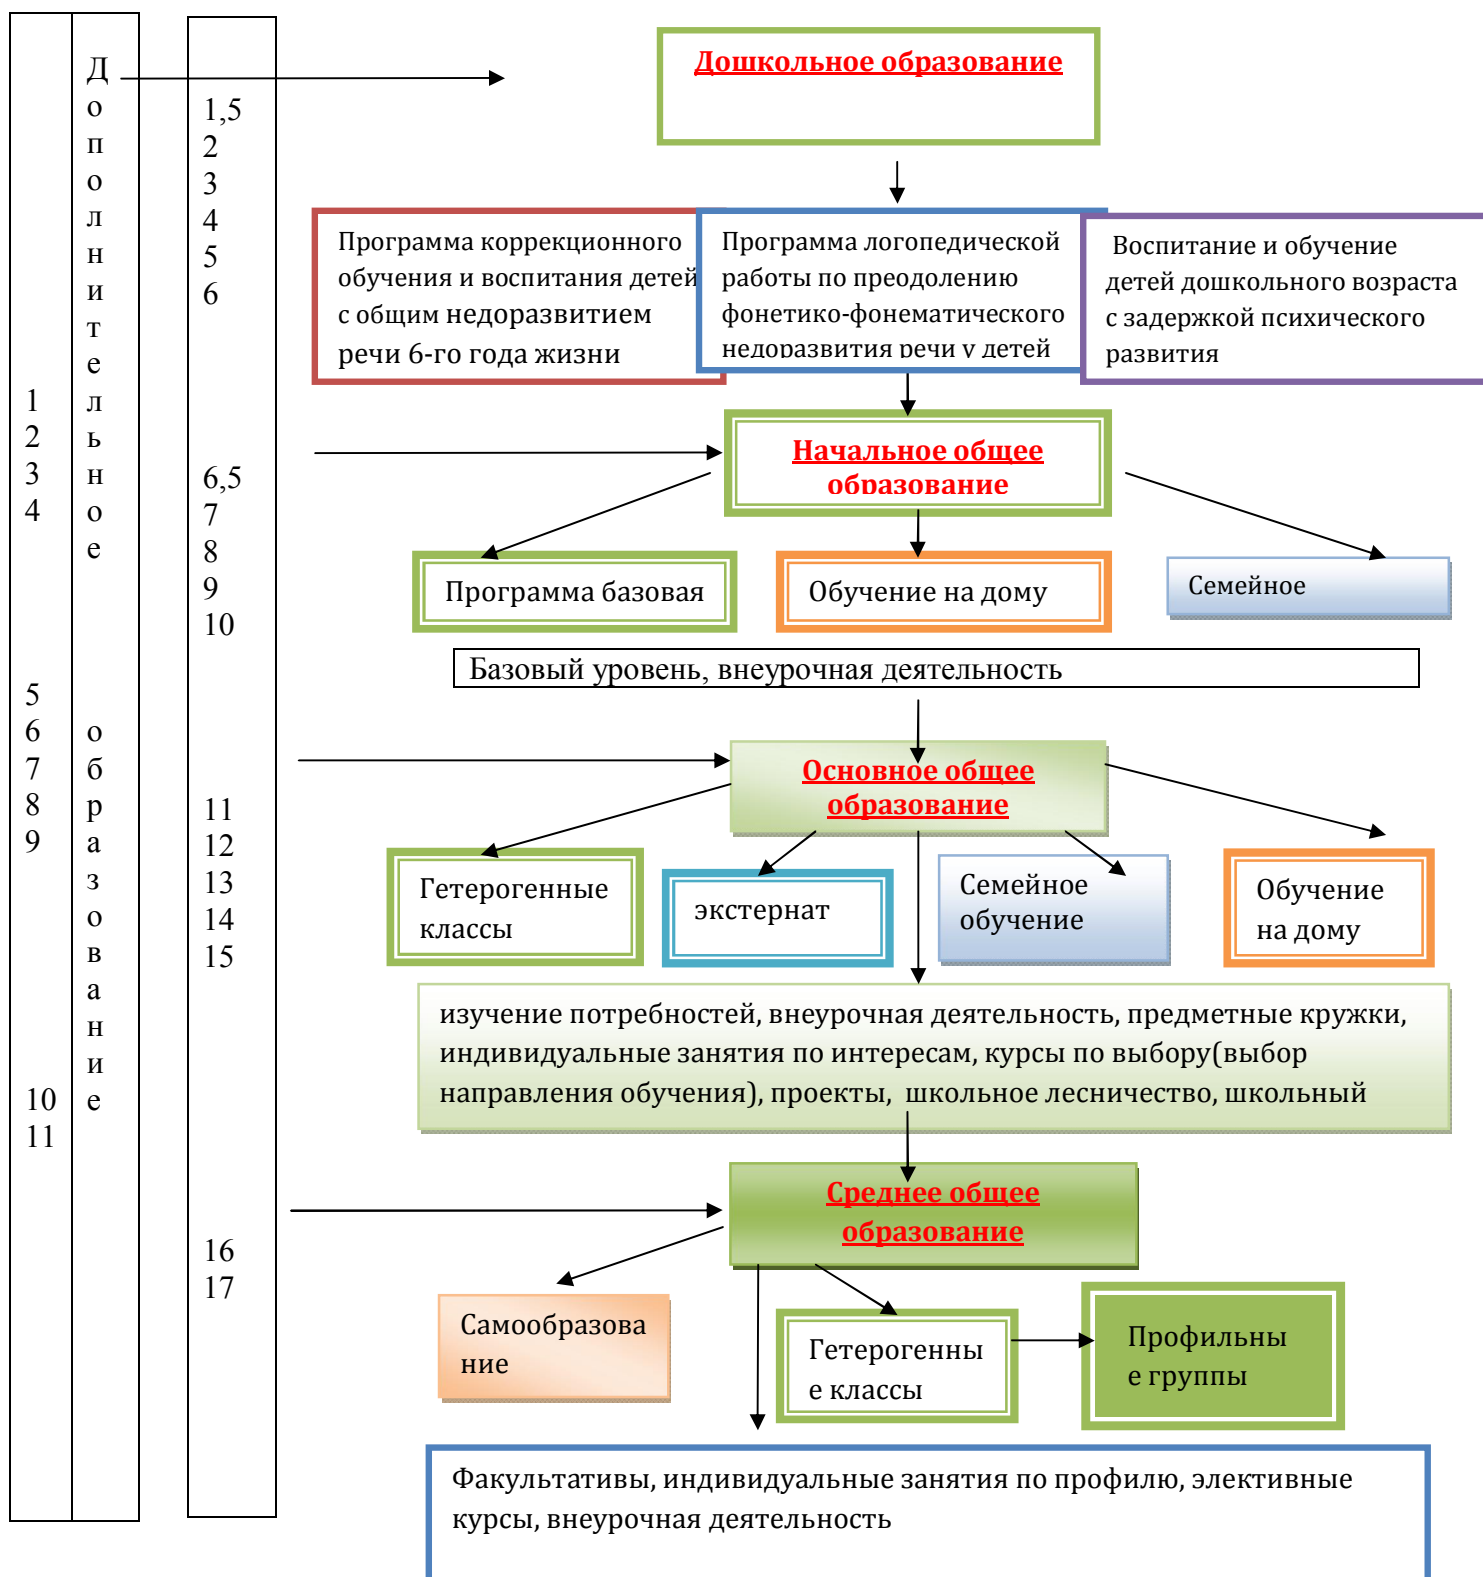 1
2
3
4
5
6
7
8
9
10
11
Дополнительное
образование
1,5
2
3
4
5
6
6,5
7
8
9
10
11
12
13
14
15
16
17
Дошкольное образование
Программа коррекционного
обучения и воспитания детей
с общим недоразвитием
речи 6-го года жизни
Программа логопедической
работы по преодолению
фонетико-фонематического
недоразвития речи у детей
Воспитание и обучение
детей дошкольного возраста
с задержкой психического
развития
Начальное общее
образование
Программа базовая
Обучение на дому
Семейное
Базовый уровень, внеурочная деятельность
Основное общее
образование
Гетерогенные
классы
экстернат
Семейное
обучение
Обучение
на дому
изучение потребностей, внеурочная деятельность, предметные кружки,
индивидуальные занятия по интересам, курсы по выбору(выбор
направления обучения), проекты, школьное лесничество, школьный
Среднее общее
образование
Самообразова
ние
Гетерогенны
е классы
Профильны
е группы
Факультативы, индивидуальные занятия по профилю, элективные
курсы, внеурочная деятельность